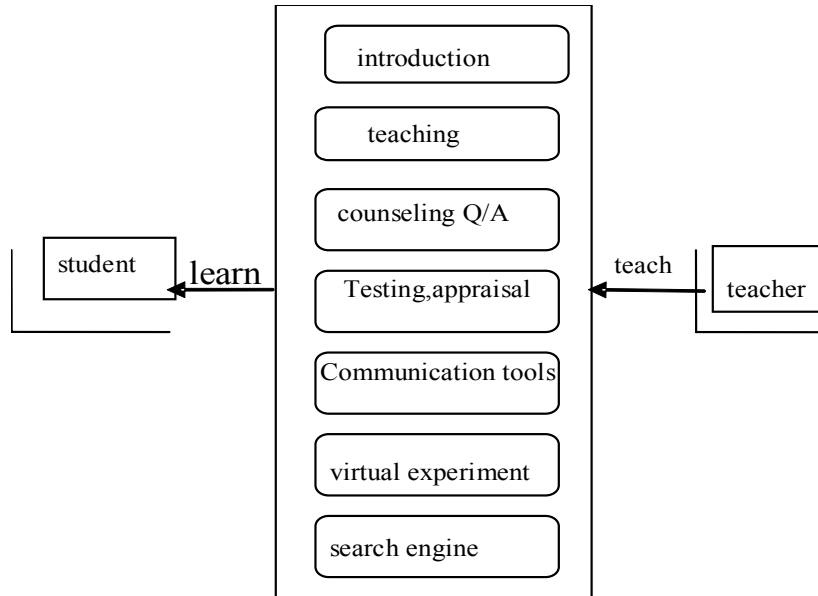 introduction
teaching
counseling Q/A
student
learn
Testing,appraisal
teach
teacher
Communication tools
virtual experiment
search engine